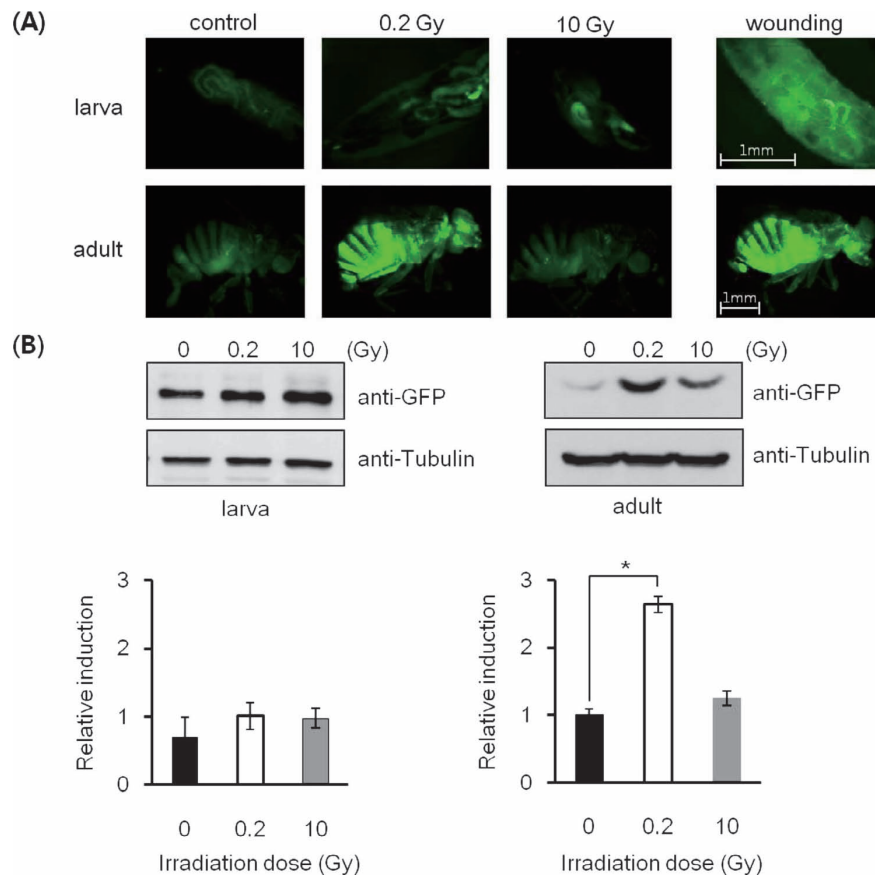 (A)
control 0.2 Gy 10 Gy wounding
larva
1mm
adult
1mm
(B)
0 0.2 10 (Gy)
anti-GFP
anti-Tubulin
larva
0 0.2 10 (Gy)
anti-GFP
anti-Tubulin
adult
Relative induction
3
2
1
0
0 0.2 10
Irradiation dose (Gy)
Relative induction
3
2
1
0
*
0 0.2 10
Irradiation dose (Gy)